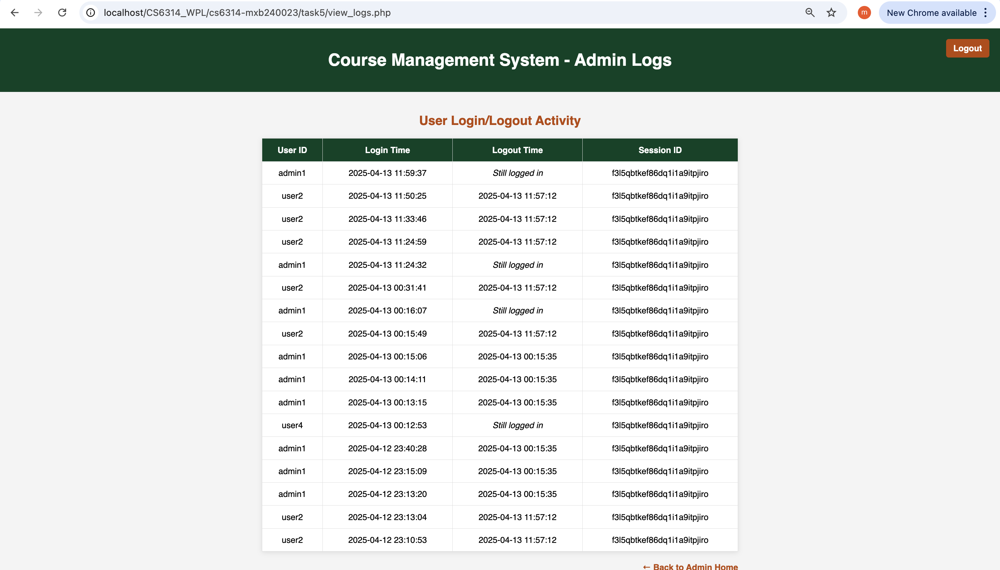 localhost/CS6314_WPL/cs6314-mxb240023/task5/view_logs.php
m
New Chrome available
Logout
Course Management System - Admin Logs
User Login/Logout Activity
User ID Login Time Logout Time Session ID
admin1 2025-04-13 11:59:37 Still logged in f3l5qbtkef86dq1i1a9itpjiro
user2 2025-04-13 11:50:25 2025-04-13 11:57:12 f3l5qbtkef86dq1i1a9itpjiro
user2 2025-04-13 11:33:46 2025-04-13 11:57:12 f3l5qbtkef86dq1i1a9itpjiro
user2 2025-04-13 11:24:59 2025-04-13 11:57:12 f3l5qbtkef86dq1i1a9itpjiro
admin1 2025-04-13 11:24:32 Still logged in f3l5qbtkef86dq1i1a9itpjiro
user2 2025-04-13 00:31:41 2025-04-13 11:57:12 f3l5qbtkef86dq1i1a9itpjiro
admin1 2025-04-13 00:16:07 Still logged in f3l5qbtkef86dq1i1a9itpjiro
user2 2025-04-13 00:15:49 2025-04-13 11:57:12 f3l5qbtkef86dq1i1a9itpjiro
admin1 2025-04-13 00:15:06 2025-04-13 00:15:35 f3l5qbtkef86dq1i1a9itpjiro
admin1 2025-04-13 00:14:11 2025-04-13 00:15:35 f3l5qbtkef86dq1i1a9itpjiro
admin1 2025-04-13 00:13:15 2025-04-13 00:15:35 f3l5qbtkef86dq1i1a9itpjiro
user4 2025-04-13 00:12:53 Still logged in f3l5qbtkef86dq1i1a9itpjiro
admin1 2025-04-12 23:40:28 2025-04-13 00:15:35 f3l5qbtkef86dq1i1a9itpjiro
admin1 2025-04-12 23:15:09 2025-04-13 00:15:35 f3l5qbtkef86dq1i1a9itpjiro
admin1 2025-04-12 23:13:20 2025-04-13 00:15:35 f3l5qbtkef86dq1i1a9itpjiro
user2 2025-04-12 23:13:04 2025-04-13 11:57:12 f3l5qbtkef86dq1i1a9itpjiro
user2 2025-04-12 23:10:53 2025-04-13 11:57:12 f3l5qbtkef86dq1i1a9itpjiro
← Back to Admin Home